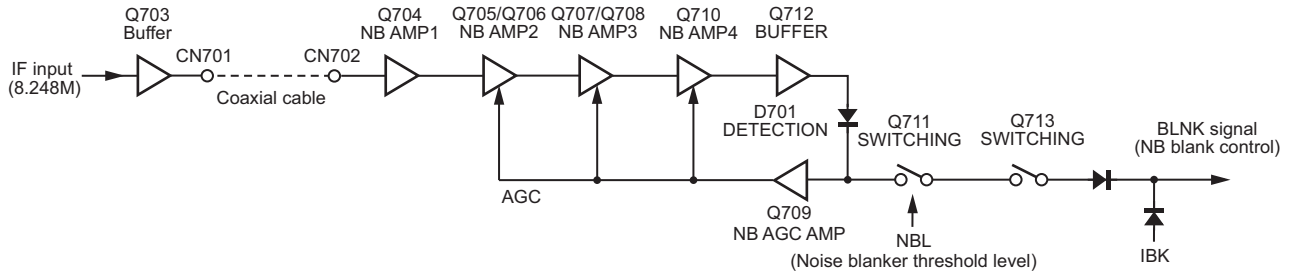 Q703
Buffer
CN701
CN702
Q704
NB AMP1
Q705/Q706
NB AMP2
Q707/Q708
NB AMP3
Q710
NB AMP4
Q712
BUFFER
IF input
(8.248M)
Coaxial cable
D701
DETECTION
Q711
SWITCHING
Q713
SWITCHING
BLNK signal
(NB blank control)
AGC
Q709
NB AGC AMP
NBL
(Noise blanker threshold level)
IBK